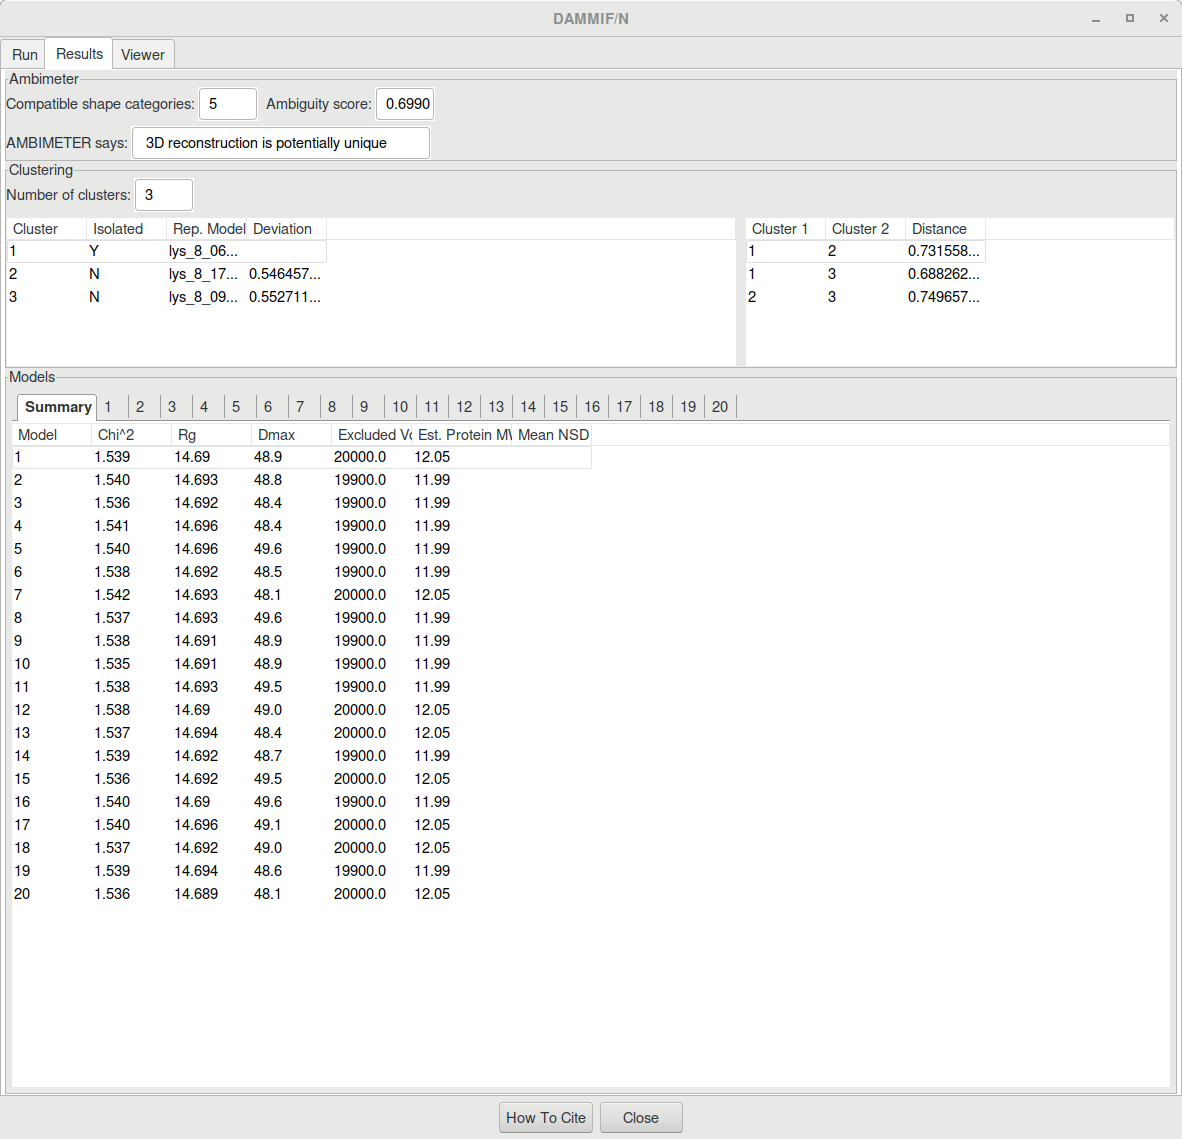 DAMMIF/N
Run Results Viewer
Ambimeter
Compatible shape categories: 5 Ambiguity score: 0.6990
AMBIMETER says: 3D reconstruction is potentially unique
Clustering
Number of clusters: 3
Cluster Isolated Rep. Model Deviation Cluster 1 Cluster 2 Distance
1 Y lys_8_06... 1 2 0.731558...
2 N lys_8_17... 0.546457... 1 3 0.688262...
3 N lys_8_09... 0.552711... 2 3 0.749657...
Models
Summary 1 2 3 4 5 6 7 8 9 10 11 12 13 14 15 16 17 18 19 20
Model Chi^2 Rg Dmax Excluded Vo Est. Protein MW Mean NSD
1 1.539 14.69 48.9 20000.0 12.05
2 1.540 14.693 48.8 19900.0 11.99
3 1.536 14.692 48.4 19900.0 11.99
4 1.541 14.696 48.4 19900.0 11.99
5 1.540 14.696 49.6 19900.0 11.99
6 1.538 14.692 48.5 19900.0 11.99
7 1.542 14.693 48.1 20000.0 12.05
8 1.537 14.693 49.6 19900.0 11.99
9 1.538 14.691 48.9 19900.0 11.99
10 1.535 14.691 48.9 19900.0 11.99
11 1.538 14.693 49.5 19900.0 11.99
12 1.538 14.69 49.0 20000.0 12.05
13 1.537 14.694 48.4 20000.0 12.05
14 1.539 14.692 48.7 19900.0 11.99
15 1.536 14.692 49.5 20000.0 12.05
16 1.540 14.69 49.6 19900.0 11.99
17 1.540 14.696 49.1 20000.0 12.05
18 1.537 14.692 49.0 20000.0 12.05
19 1.539 14.694 48.6 19900.0 11.99
20 1.536 14.689 48.1 20000.0 12.05
How To Cite Close